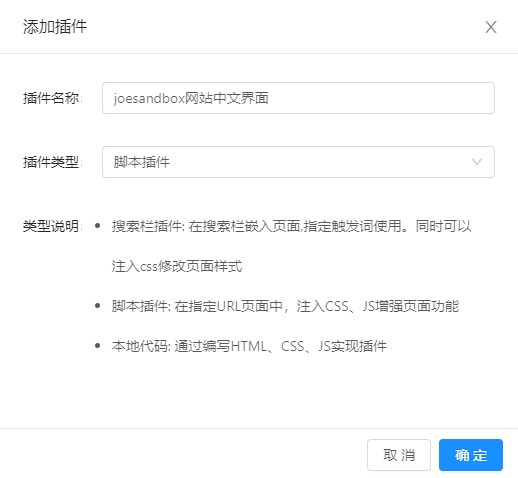 添加插件
插件名称:
joesandbox网站中文界面
插件类型:
脚本插件
类型说明:
搜索栏插件: 在搜索栏嵌入页面,指定触发词使用。同时可以
注入css修改页面样式
脚本插件: 在指定URL页面中，注入CSS、JS增强页面功能
本地代码: 通过编写HTML、CSS、JS实现插件
取 消
确 定